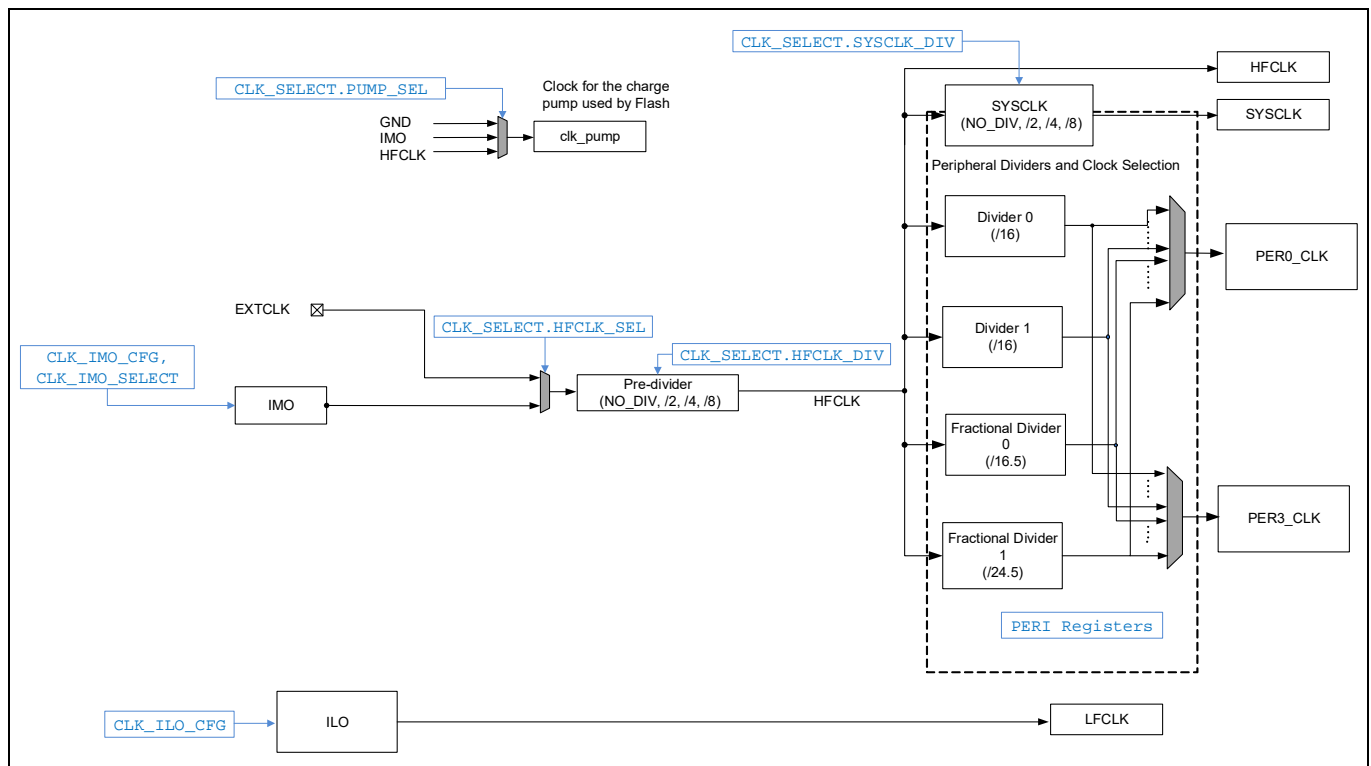 CLK_SELECT.SYSCLK_DIV
HFCLK
CLK_SELECT.PUMP_SEL
Clock for the charge
pump used by Flash
SYSCLK
(NO_DIV, /2, /4, /8)
SYSCLK
GND
IMO
HFCLK
clk_pump
Peripheral Dividers and Clock Selection
Divider 0
(/16)
PER0_CLK
EXTCLK
CLK_SELECT.HFCLK_SEL
Divider 1
(/16)
CLK_IMO_CFG,
CLK_IMO_SELECT
CLK_SELECT.HFCLK_DIV
IMO
Pre-divider
(NO_DIV, /2, /4, /8)
HFCLK
Fractional Divider
0
(/16.5)
PER3_CLK
Fractional Divider
1
(/24.5)
PERI Registers
CLK_ILO_CFG
ILO
LFCLK